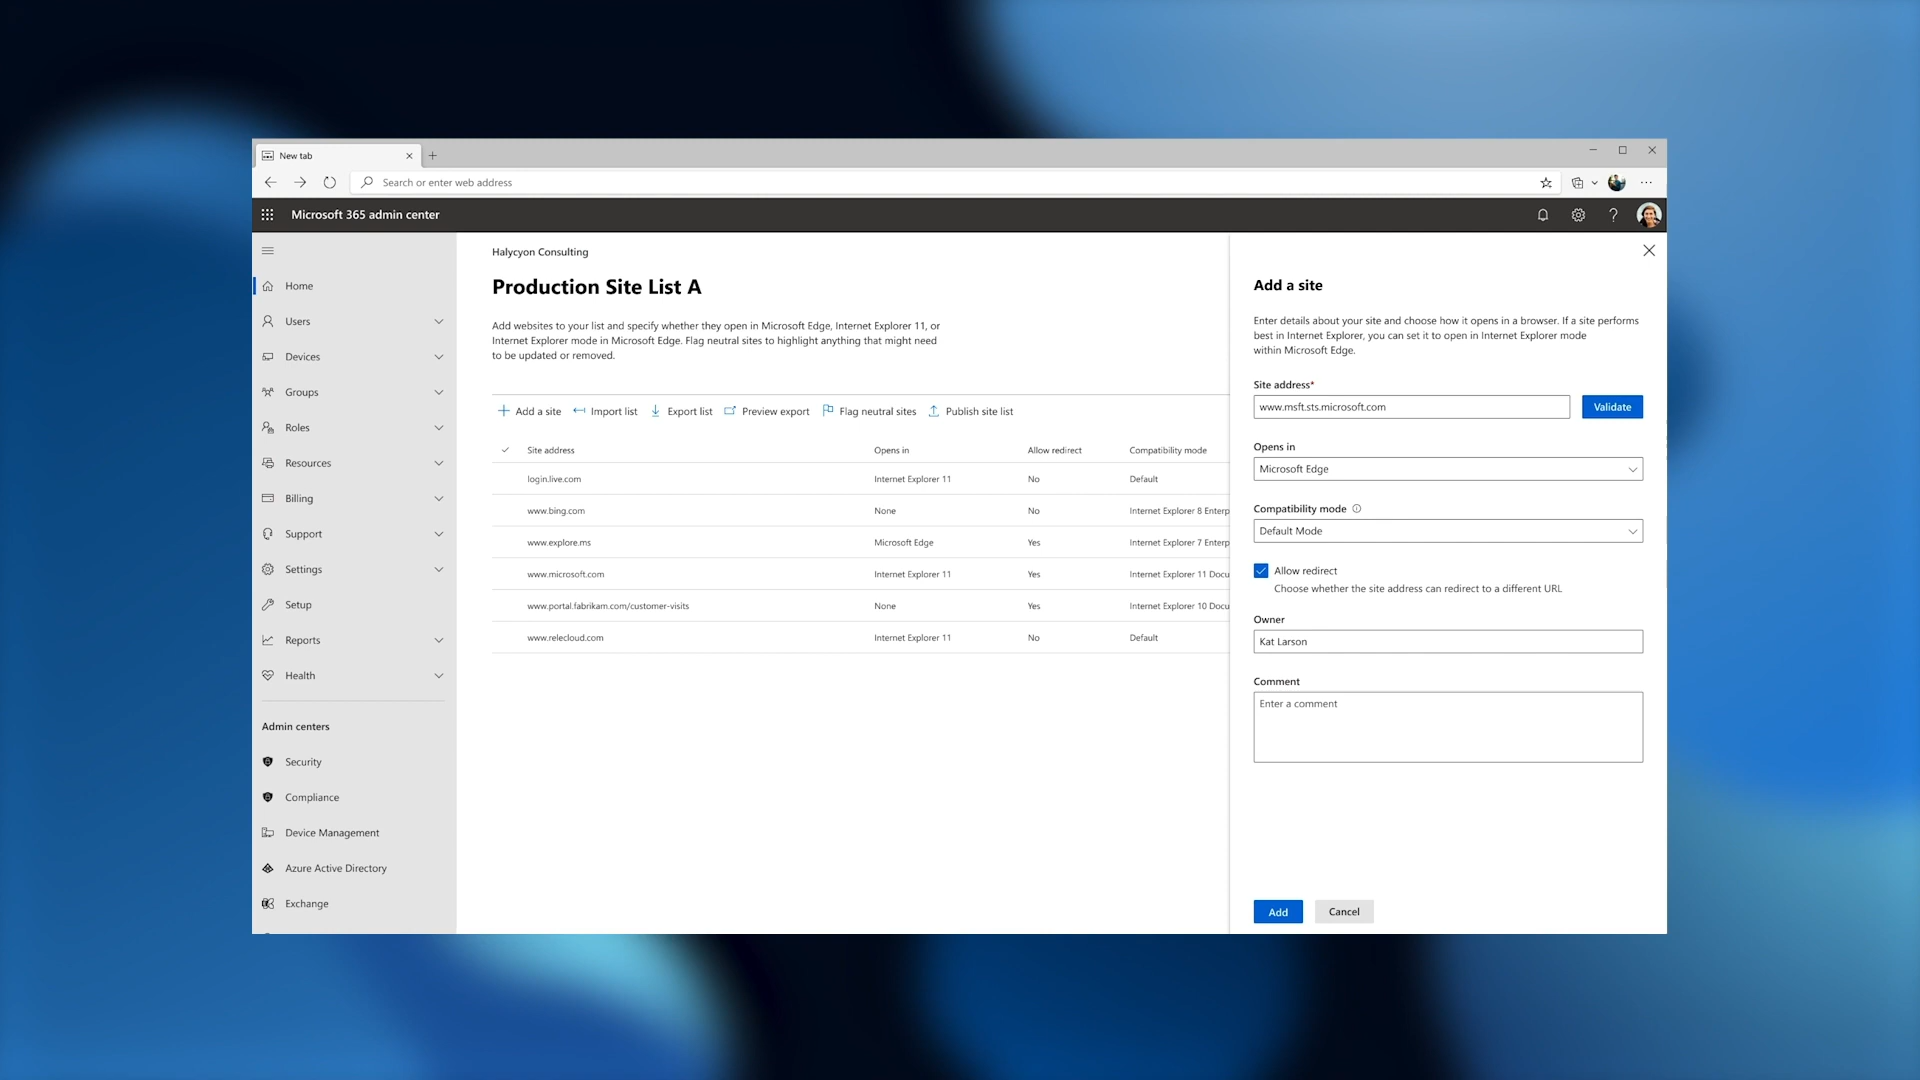 New tab
Search or enter web address
Microsoft 365 admin center
Home
Users
Devices
Groups
Roles
Resources
Billing
Support
Settings
Setup
Reports
Health
Admin centers
Security
Compliance
Device Management
Azure Active Directory
Exchange
Halycyon Consulting
Production Site List A
Add websites to your list and specify whether they open in Microsoft Edge, Internet Explorer 11, or
Internet Explorer mode in Microsoft Edge. Flag neutral sites to highlight anything that might need
to be updated or removed.
Add a site Import list Export list Preview export Flag neutral sites Publish site list
Site address Opens in Allow redirect Compatibility mode
login.live.com Internet Explorer 11 No Default
www.bing.com None No Internet Explorer 8 Enterp
www.explore.ms Microsoft Edge Yes Internet Explorer 7 Enterp
www.microsoft.com Internet Explorer 11 Yes Internet Explorer 11 Docu
www.portal.fabrikam.com/customer-visits None Yes Internet Explorer 10 Docu
www.relecloud.com Internet Explorer 11 No Default
Add a site
Enter details about your site and choose how it opens in a browser. If a site performs
best in Internet Explorer, you can set it to open in Internet Explorer mode
within Microsoft Edge.
Site address*
www.msft.sts.microsoft.com Validate
Opens in
Microsoft Edge
Compatibility mode
Default Mode
Allow redirect
Choose whether the site address can redirect to a different URL
Owner
Kat Larson
Comment
Enter a comment
Add Cancel